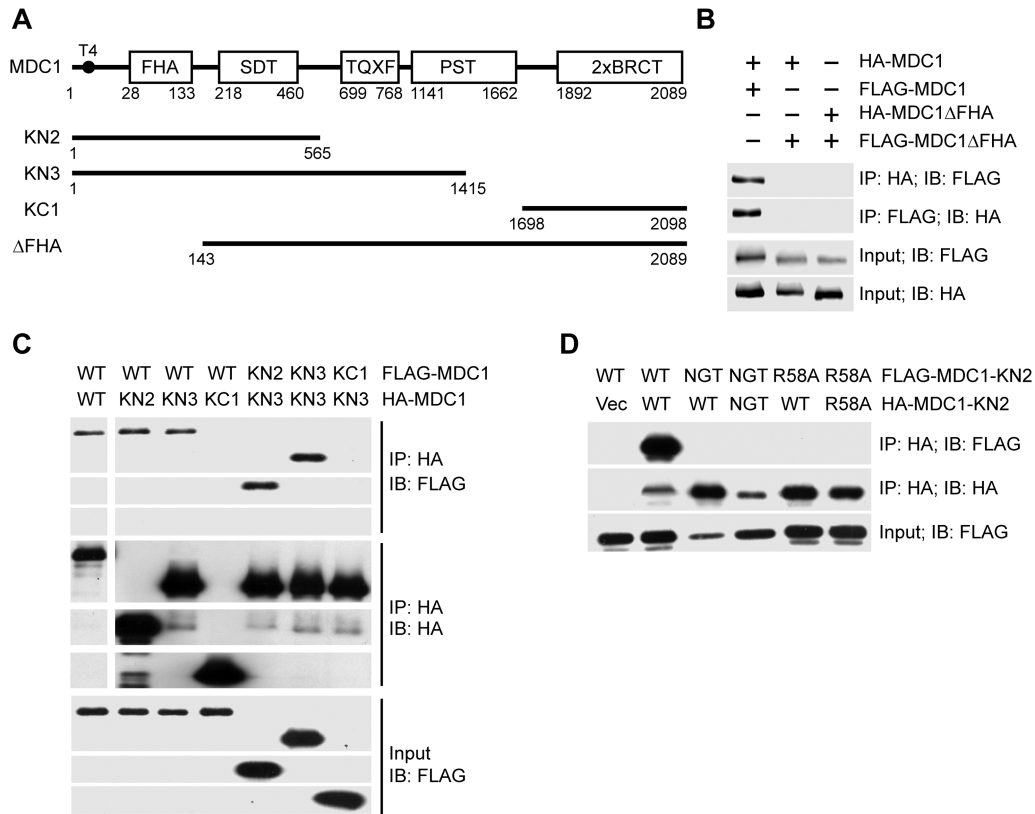 A
T4
MDC1 FHA SDT TQXF PST 2xBRCT
1 28 133 218 460 699 768 1141 1662 1892 2089
KN2
1 565
KN3
1 1415
KC1
1698 2098
ΔFHA
143 2089
B
+ + − HA-MDC1
+ − − FLAG-MDC1
− − + HA-MDC1ΔFHA
− + + FLAG-MDC1ΔFHA
IP: HA; IB: FLAG
IP: FLAG; IB: HA
Input; IB: FLAG
Input; IB: HA
C
WT WT WT WT KN2 KN3 KC1 FLAG-MDC1
WT KN2 KN3 KC1 KN3 KN3 KN3 HA-MDC1
IP: HA
IB: FLAG
IP: HA
IB: HA
Input
IB: FLAG
D
WT WT NGT NGT R58A R58A FLAG-MDC1-KN2
Vec WT WT NGT WT R58A HA-MDC1-KN2
IP: HA; IB: FLAG
IP: HA; IB: HA
Input; IB: FLAG